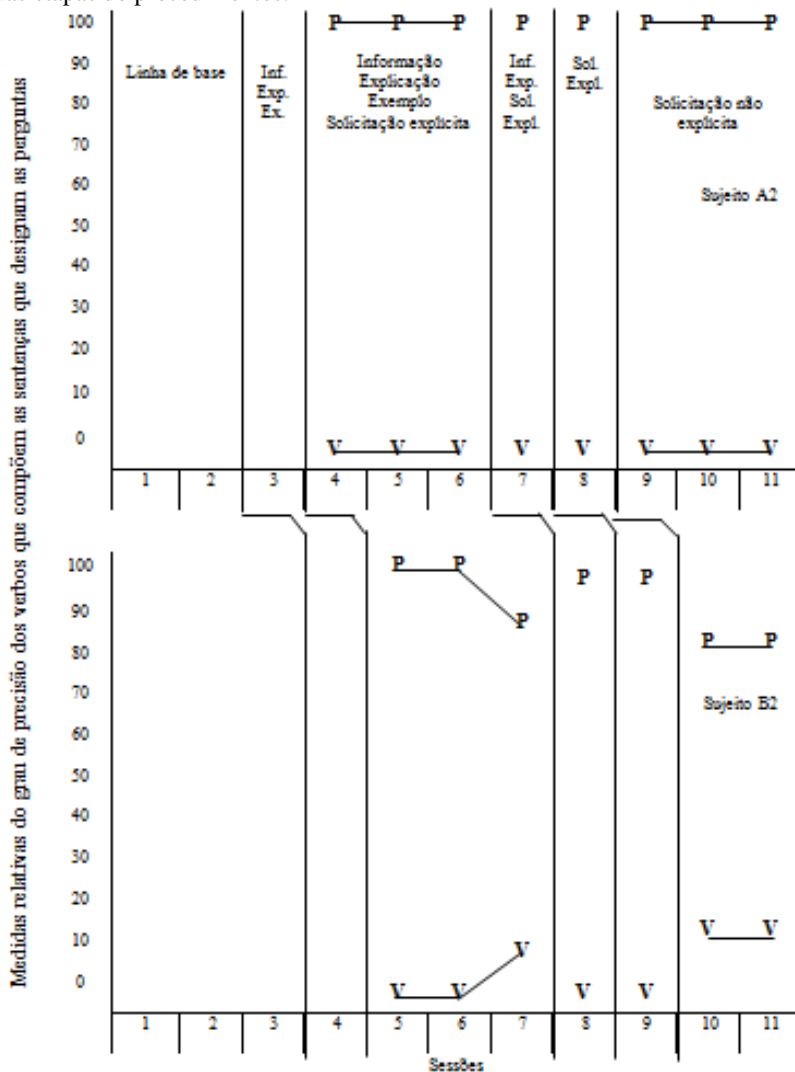 100 P P P P P P P P
90 Linha de base Inf. Exp. Ex. Informação Explicação Exemplo Solicitação explícita Inf. Exp. Sol. Expl. Sol. Expl. Solicitação não explícita
80
70
60 Sujeito A2
50
40
30
20
10
0 V V V V V V V V
1 2 3 4 5 6 7 8 9 10 11
Medidas relativas do grau de precisão dos verbos que compõem as sentenças que designam as perguntas
100 P P P P
90 P
80 P P
70 Sujeito B2
60
50
40
30
20 V V
10 V
0 V V V V
1 2 3 4 5 6 7 8 9 10 11
Sessões